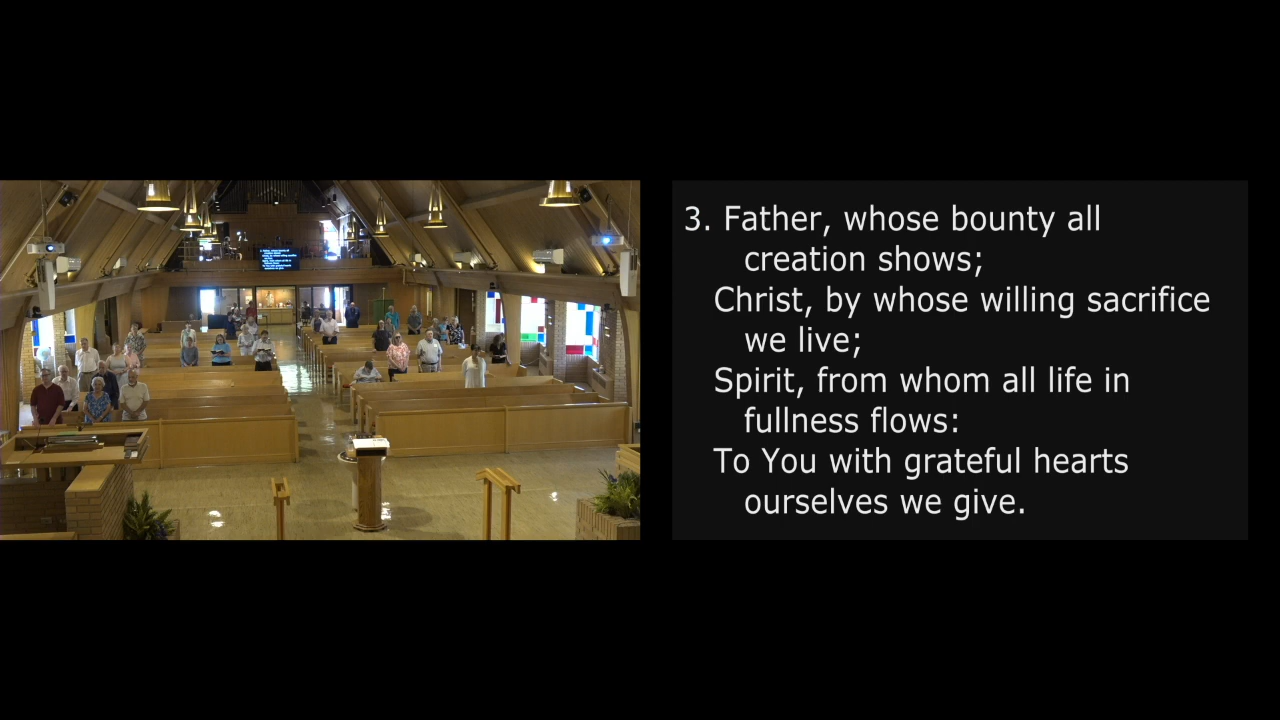 3. Father, whose bounty all
creation shows;
Christ, by whose willing sacrifice
we live;
Spirit, from whom all life in
fullness flows:
To You with grateful hearts
ourselves we give.